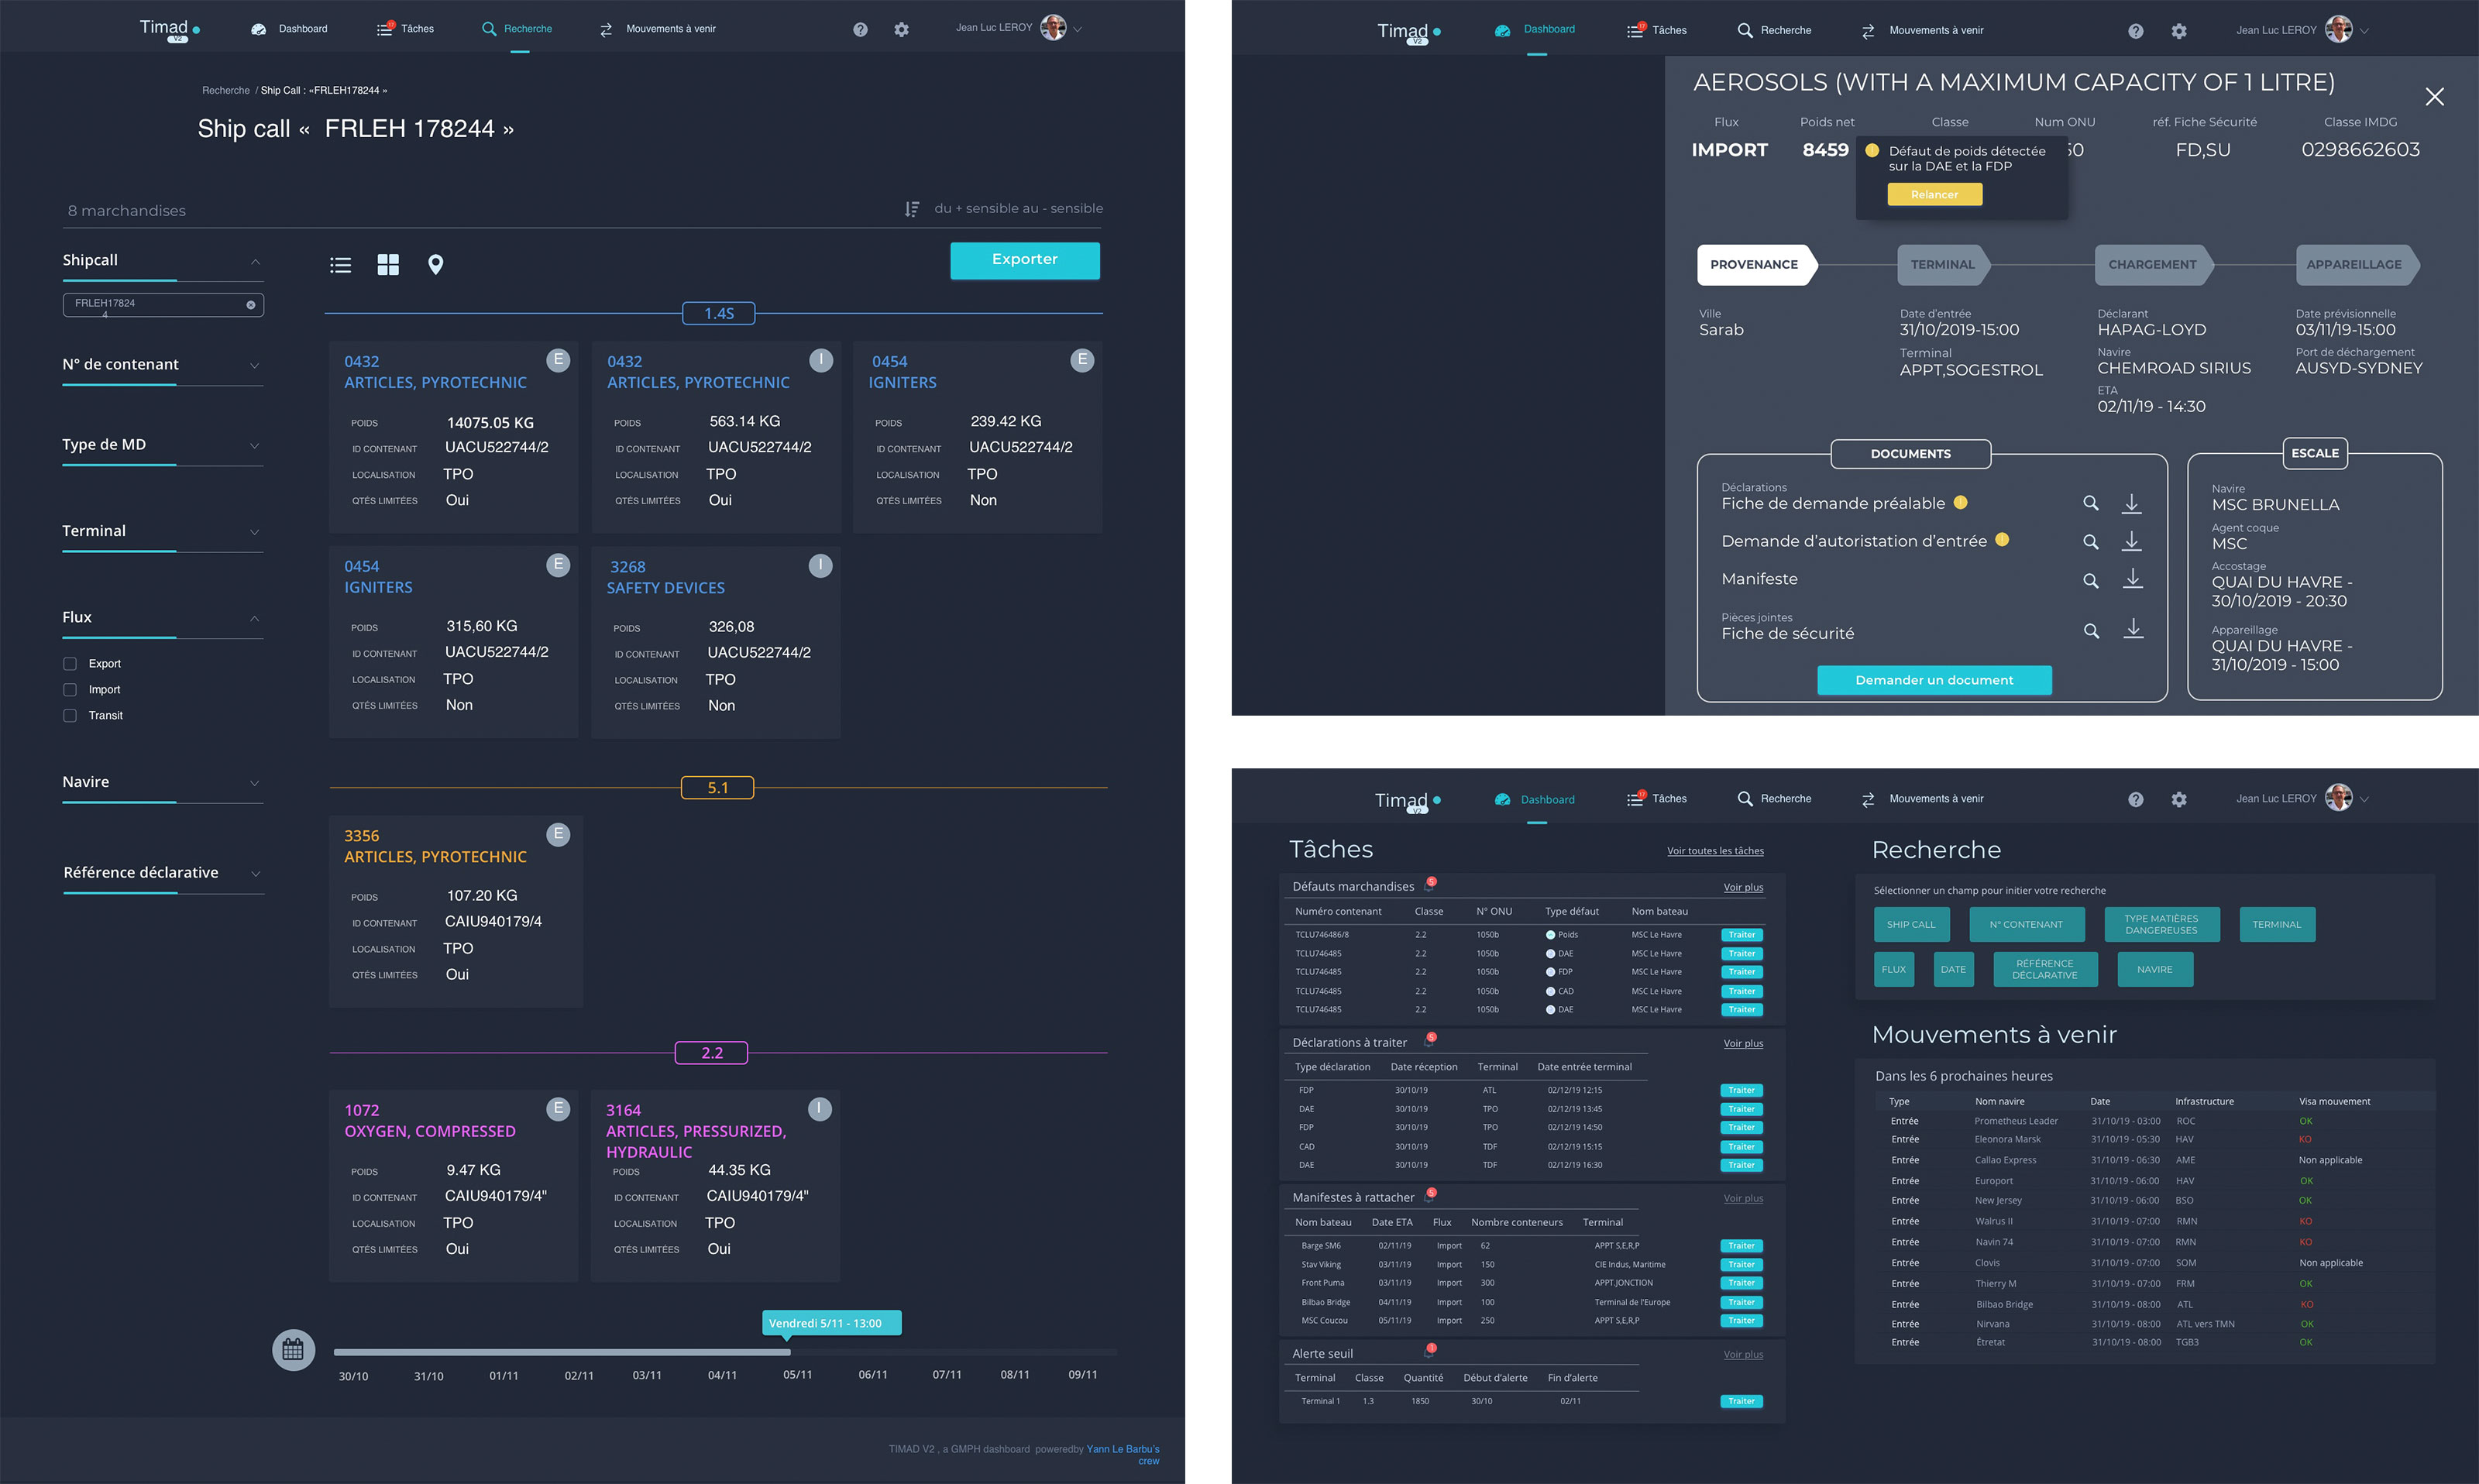 Timad
V2
Dashboard
17
Tâches
Recherche
Mouvements à venir
Jean Luc LEROY
Recherche / Ship Call : «FRLEH178244 »
Ship call « FRLEH 178244 »
8 marchandises
du + sensible au - sensible
Exporter
Shipcall
FRLEH17824
4
N° de contenant
Type de MD
Terminal
Flux
Export
Import
Transit
Navire
Référence déclarative
1.4S
0432 E
ARTICLES, PYROTECHNIC
POIDS 14075.05 KG
ID CONTENANT UACU522744/2
LOCALISATION TPO
QTÉS LIMITÉES Oui
0432 I
ARTICLES, PYROTECHNIC
POIDS 563.14 KG
ID CONTENANT UACU522744/2
LOCALISATION TPO
QTÉS LIMITÉES Oui
0454 E
IGNITERS
POIDS 239.42 KG
ID CONTENANT UACU522744/2
LOCALISATION TPO
QTÉS LIMITÉES Non
0454 E
IGNITERS
POIDS 315,60 KG
ID CONTENANT UACU522744/2
LOCALISATION TPO
QTÉS LIMITÉES Non
3268 I
SAFETY DEVICES
POIDS 326,08
ID CONTENANT UACU522744/2
LOCALISATION TPO
QTÉS LIMITÉES Non
5.1
3356 E
ARTICLES, PYROTECHNIC
POIDS 107.20 KG
ID CONTENANT CAIU940179/4
LOCALISATION TPO
QTÉS LIMITÉES Oui
2.2
1072 E
OXYGEN, COMPRESSED
POIDS 9.47 KG
ID CONTENANT CAIU940179/4"
LOCALISATION TPO
QTÉS LIMITÉES Oui
3164 I
ARTICLES, PRESSURIZED,
HYDRAULIC
POIDS 44.35 KG
ID CONTENANT CAIU940179/4"
LOCALISATION TPO
QTÉS LIMITÉES Oui
Vendredi 5/11 - 13:00
30/10 31/10 01/11 02/11 03/11 04/11 05/11 06/11 07/11 08/11 09/11
TIMAD V2 , a GMPH dashboard poweredby Yann Le Barbu's
crew
Timad
V2
Dashboard
17
Tâches
Recherche
Mouvements à venir
Jean Luc LEROY
AEROSOLS (WITH A MAXIMUM CAPACITY OF 1 LITRE)
Flux Poids net Classe Num ONU réf. Fiche Sécurité Classe IMDG
IMPORT 8459 50 FD,SU 0298662603
Défaut de poids détectée
sur la DAE et la FDP
Relancer
PROVENANCE TERMINAL CHARGEMENT APPAREILLAGE
Ville
Sarab
Date d'entrée
31/10/2019-15:00
Terminal
APPT,SOGESTROL
Déclarant
HAPAG-LOYD
Navire
CHEMROAD SIRIUS
ETA
02/11/19 - 14:30
Date prévisionnelle
03/11/19-15:00
Port de déchargement
AUSYD-SYDNEY
DOCUMENTS
Déclarations
Fiche de demande préalable
Demande d'autoristation d'entrée
Manifeste
Pièces jointes
Fiche de sécurité
Demander un document
ESCALE
Navire
MSC BRUNELLA
Agent coque
MSC
Accostage
QUAI DU HAVRE -
30/10/2019 - 20:30
Appareillage
QUAI DU HAVRE -
31/10/2019 - 15:00
Timad
V2
Dashboard
17
Tâches
Recherche
Mouvements à venir
Jean Luc LEROY
Tâches
Voir toutes les tâches
Défauts marchandises 5 Voir plus
Numéro contenant Classe N° ONU Type défaut Nom bateau
TCLU746486/8 2.2 1050b Poids MSC Le Havre Traiter
TCLU746485 2.2 1050b DAE MSC Le Havre Traiter
TCLU746485 2.2 1050b FDP MSC Le Havre Traiter
TCLU746485 2.2 1050b CAD MSC Le Havre Traiter
TCLU746485 2.2 1050b DAE MSC Le Havre Traiter
Déclarations à traiter 5 Voir plus
Type déclaration Date réception Terminal Date entrée terminal
FDP 30/10/19 ATL 02/12/19 12:15 Traiter
DAE 30/10/19 TPO 02/12/19 13:45 Traiter
FDP 30/10/19 TPO 02/12/19 14:50 Traiter
CAD 30/10/19 TDF 02/12/19 15:15 Traiter
DAE 30/10/19 TDF 02/12/19 16:30 Traiter
Manifestes à rattacher 5 Voir plus
Nom bateau Date ETA Flux Nombre conteneurs Terminal
Barge SM6 02/11/19 Import 62 APPT S,E,R,P Traiter
Stav Viking 03/11/19 Import 150 CIE Indus, Maritime Traiter
Front Puma 03/11/19 Import 300 APPT.JONCTION Traiter
Bilbao Bridge 04/11/19 Import 100 Terminal de l'Europe Traiter
MSC Coucou 05/11/19 Import 250 APPT S,E,R,P Traiter
Alerte seuil 1 Voir plus
Terminal Classe Quantité Début d'alerte Fin d'alerte
Terminal 1 1.3 1850 30/10 02/11 Traiter
Recherche
Sélectionner un champ pour initier votre recherche
SHIP CALL
N° CONTENANT
TYPE MATIÈRES
DANGEREUSES
TERMINAL
FLUX
DATE
RÉFÉRENCE
DÉCLARATIVE
NAVIRE
Mouvements à venir
Dans les 6 prochaines heures
Type Nom navire Date Infrastructure Visa mouvement
Entrée Prometheus Leader 31/10/19 - 03:00 ROC OK
Entrée Eleonora Marsk 31/10/19 - 05:30 HAV KO
Entrée Callao Express 31/10/19 - 06:30 AME Non applicable
Entrée Europort 31/10/19 - 06:00 HAV OK
Entrée New Jersey 31/10/19 - 06:00 BSO OK
Entrée Walrus II 31/10/19 - 07:00 RMN KO
Entrée Navin 74 31/10/19 - 07:00 RMN KO
Entrée Clovis 31/10/19 - 07:00 SOM Non applicable
Entrée Thierry M 31/10/19 - 07:00 FRM OK
Entrée Bilbao Bridge 31/10/19 - 08:00 ATL KO
Entrée Nirvana 31/10/19 - 08:00 ATL vers TMN OK
Entrée Étretat 31/10/19 - 08:00 TGB3 OK